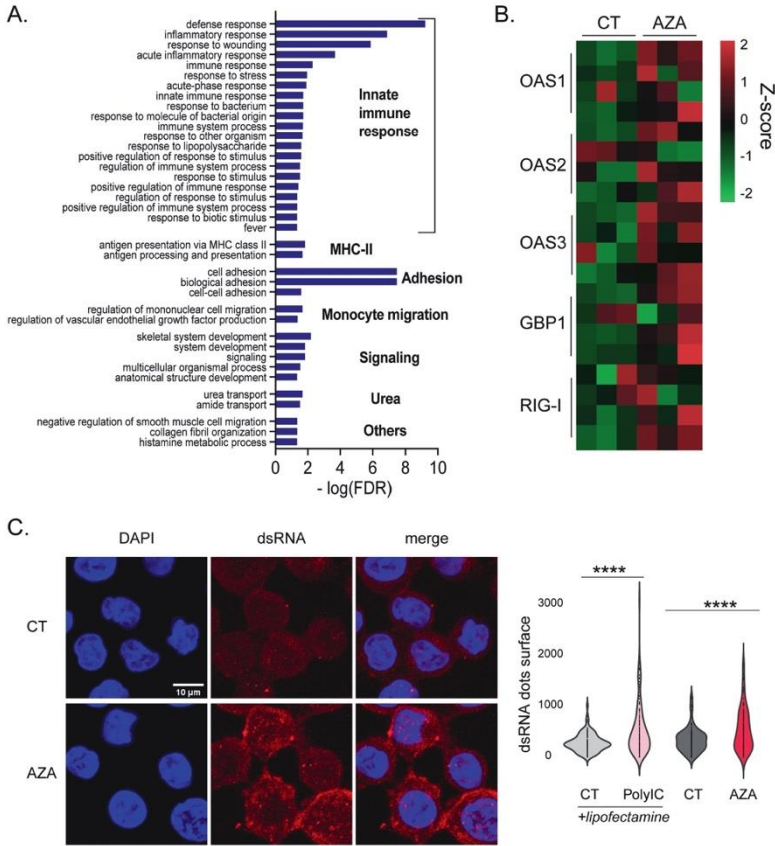 A.
defense response
inflammatory response
response to wounding
acute inflammatory response
immune response
response to stress
acute-phase response
innate immune response
response to bacterium
response to molecule of bacterial origin
immune system process
response to other organism
response to lipopolysaccharide
positive regulation of response to stimulus
regulation of immune system process
response to stimulus
positive regulation of immune response
regulation of response to stimulus
positive regulation of immune system process
response to biotic stimulus
fever
Innate
immune
response
antigen presentation via MHC class II
antigen processing and presentation
MHC-II
cell adhesion
biological adhesion
cell-cell adhesion
Adhesion
regulation of mononuclear cell migration
regulation of vascular endothelial growth factor production
Monocyte migration
skeletal system development
system development
signaling
multicellular organismal process
anatomical structure development
Signaling
urea transport
amide transport
Urea
negative regulation of smooth muscle cell migration
collagen fibril organization
histamine metabolic process
Others
0 2 4 6 8 10
- log(FDR)
B.
CT AZA
OAS1
OAS2
OAS3
GBP1
RIG-I
2
1
0
-1
-2
Z-score
C.
DAPI dsRNA merge
CT
10 µm
AZA
dsRNA dots surface
3000
2000
1000
0
**** ****
CT PolyIC CT AZA
+lipofectamine